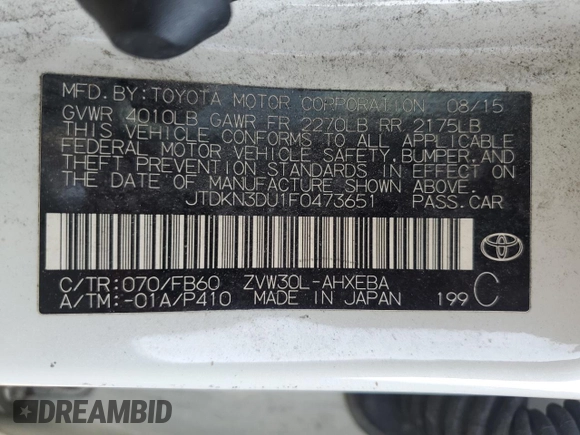 MFD. BY: TOYOTA MOTOR CORPORATION 08/15
GVWR 4010LB GAWR FR 2270LB RR 2175LB
THIS VEHICLE CONFORMS TO ALL APPLICABLE
FEDERAL MOTOR VEHICLE SAFETY, BUMPER, AND
THEFT PREVENTION STANDARDS IN EFFECT ON
THE DATE OF MANUFACTURE SHOWN ABOVE.
JTDKN3DU1F0473651 PASS. CAR
C/TR: 070/FB60 ZVW30L-AHXEBA
A/TM: -01A/P410 MADE IN JAPAN 199 C
DREAMBID